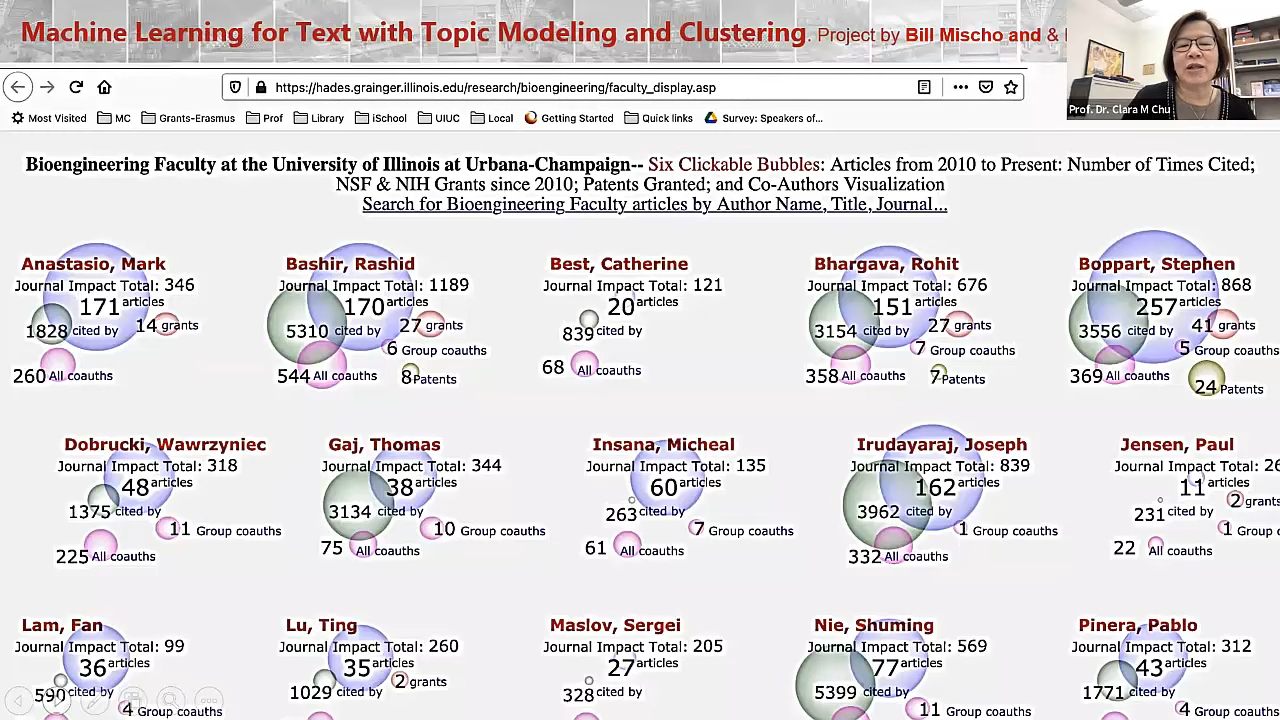 Machine Learning for Text with Topic Modeling and Clustering. Project by Bill Mischo and &
Prof. Dr. Clara M Chu
https://hades.grainger.illinois.edu/research/bioengineering/faculty_display.asp
Most Visited MC Grants-Erasmus Prof Library iSchool UIUC Local Getting Started Quick links Survey: Speakers of...
Bioengineering Faculty at the University of Illinois at Urbana-Champaign-- Six Clickable Bubbles: Articles from 2010 to Present: Number of Times Cited;
NSF & NIH Grants since 2010; Patents Granted; and Co-Authors Visualization
Search for Bioengineering Faculty articles by Author Name, Title, Journal...
Anastasio, Mark
Journal Impact Total: 346
171 articles
1828 cited by
14 grants
260 All coauths
Bashir, Rashid
Journal Impact Total: 1189
170 articles
5310 cited by
27 grants
6 Group coauths
544 All coauths
8 Patents
Best, Catherine
Journal Impact Total: 121
20 articles
839 cited by
68 All coauths
Bhargava, Rohit
Journal Impact Total: 676
151 articles
3154 cited by
27 grants
7 Group coauths
358 All coauths
7 Patents
Boppart, Stephen
Journal Impact Total: 868
257 articles
3556 cited by
41 grants
5 Group coauths
369 All coauths
24 Patents
Dobrucki, Wawrzyniec
Journal Impact Total: 318
48 articles
1375 cited by
11 Group coauths
225 All coauths
Gaj, Thomas
Journal Impact Total: 344
38 articles
3134 cited by
10 Group coauths
75 All coauths
Insana, Micheal
Journal Impact Total: 135
60 articles
263 cited by
7 Group coauths
61 All coauths
Irudayaraj, Joseph
Journal Impact Total: 839
162 articles
3962 cited by
1 Group coauths
332 All coauths
Jensen, Paul
Journal Impact Total: 26
11 articles
2 grants
231 cited by
1 Group co
22 All coauths
Lam, Fan
Journal Impact Total: 99
36 articles
590 cited by
4 Group coauths
Lu, Ting
Journal Impact Total: 260
35 articles
1029 cited by
2 grants
Maslov, Sergei
Journal Impact Total: 205
27 articles
328 cited by
Nie, Shuming
Journal Impact Total: 569
77 articles
5399 cited by
11 Group coauths
Pinera, Pablo
Journal Impact Total: 312
43 articles
1771 cited by
4 Group coauths